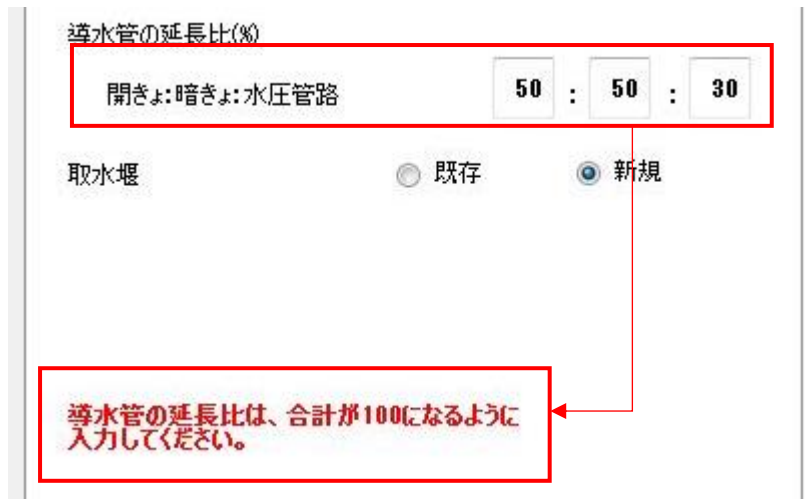 導水管の延長比(%)
開きょ:暗きょ:水圧管路 50 : 50 : 30
取水堰 既存 新規
導水管の延長比は、合計が100になるように
入力してください。